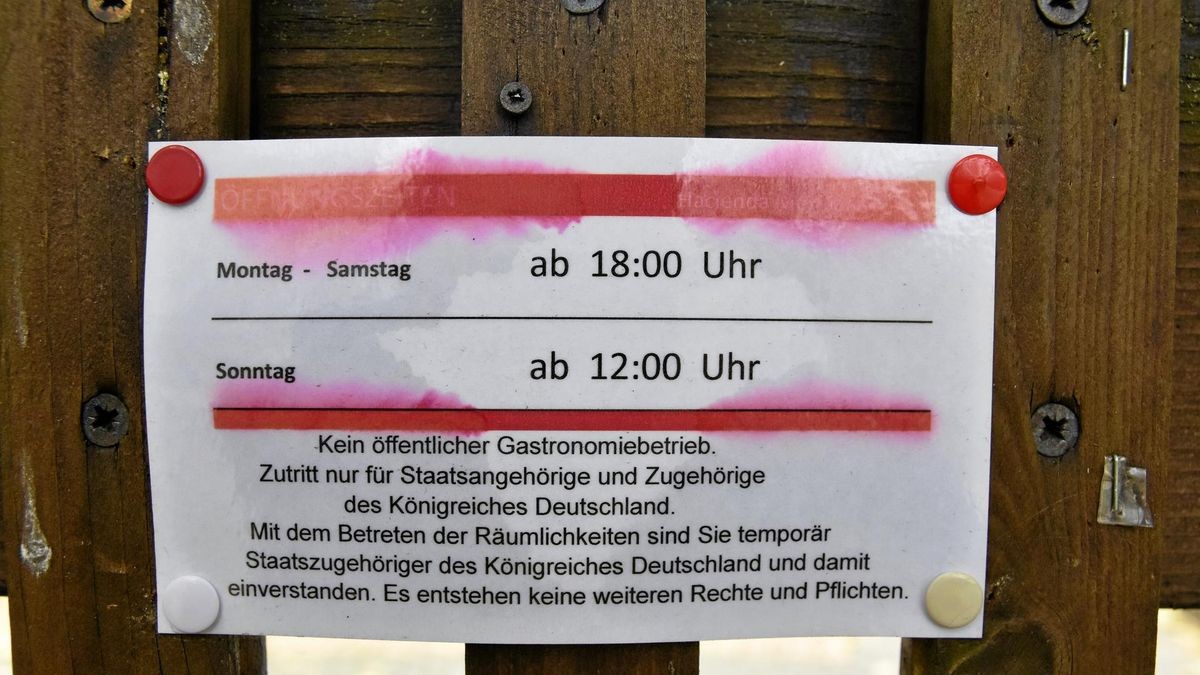 ÖFFNUNGSZEITEN Hacienda
Montag - Samstag ab 18:00 Uhr
Sonntag ab 12:00 Uhr
Kein öffentlicher Gastronomiebetrieb.
Zutritt nur für Staatsangehörige und Zugehörige
des Königreiches Deutschland.
Mit dem Betreten der Räumlichkeiten sind Sie temporär
Staatszugehöriger des Königreiches Deutschland und damit
einverstanden. Es entstehen keine weiteren Rechte und Pflichten.